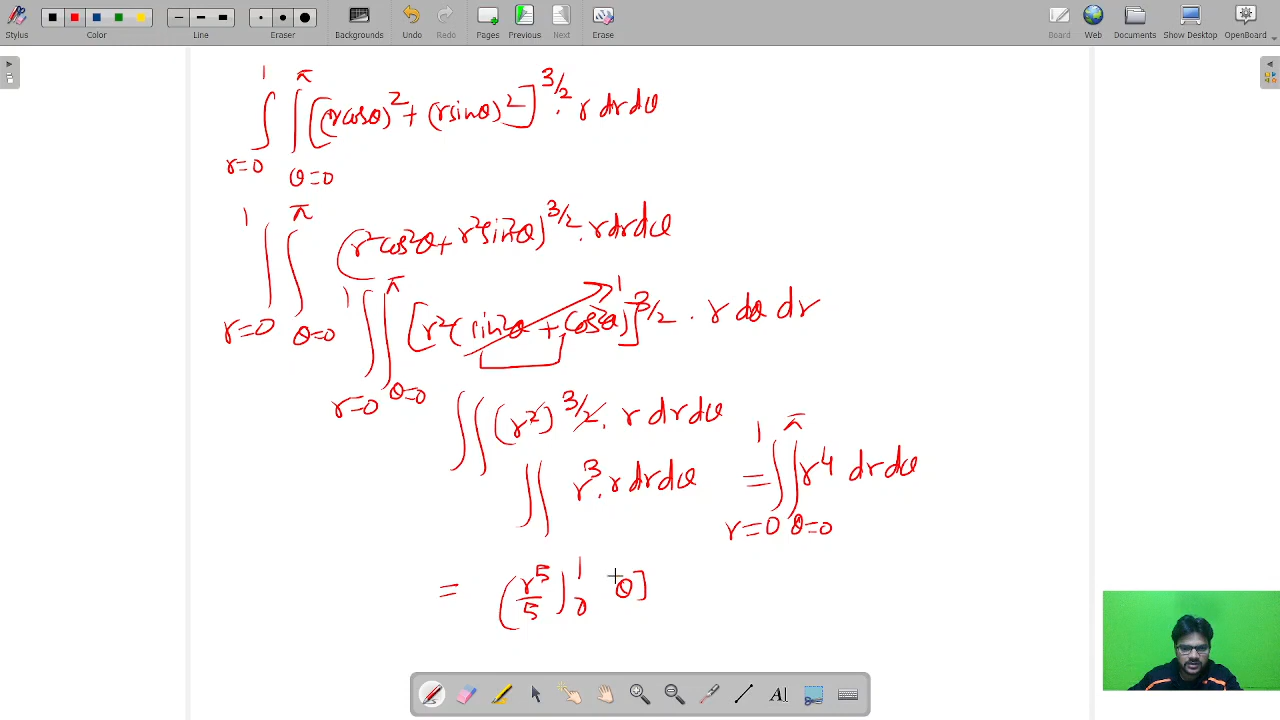 Stylus Color Line Eraser Backgrounds Undo Redo Pages Previous Next Erase Board Web Documents Show Desktop OpenBoard
∫_{r=0}^{1} ∫_{θ=0}^{π} [(rcosθ)² + (rsinθ)²]^{3/2} . r dr dθ
∫_{r=0}^{1} ∫_{θ=0}^{π} (r²cos²θ + r²sin²θ)^{3/2} . r dr dθ
∫_{r=0}^{1} ∫_{θ=0}^{π} [r²(sin²θ + cos²θ)]^{3/2} . r dθ dr
1
∫∫ (r²)^{3/2} . r dr dθ
∫∫ r³ . r dr dθ = ∫_{r=0}^{1} ∫_{θ=0}^{π} r⁴ dr dθ
= (r⁵/5)₀¹ θ]